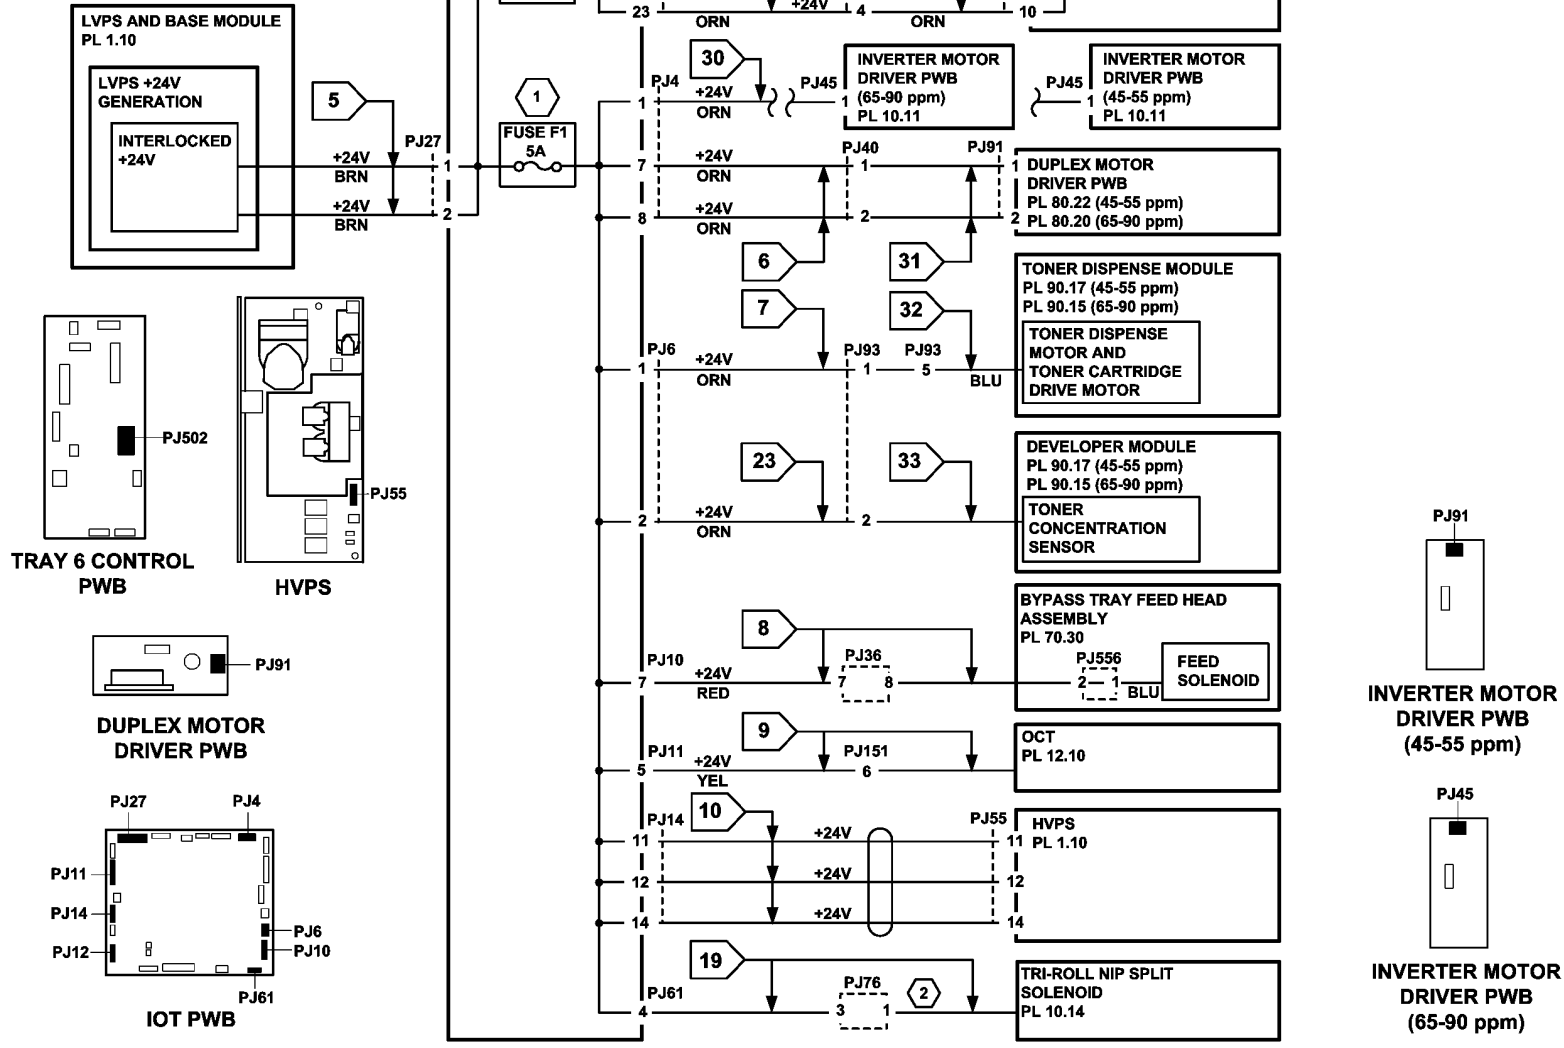 LVPS AND BASE MODULE
PL 1.10
LVPS +24V
GENERATION
INTERLOCKED
+24V
5
PJ27
+24V
BRN
1
+24V
BRN
2
1
FUSE F1
5A
23
ORN
+24V
4
ORN
10
30
PJ4
1
+24V
ORN
PJ45
1
INVERTER MOTOR
DRIVER PWB
(65-90 ppm)
PL 10.11
PJ45
1
INVERTER MOTOR
DRIVER PWB
(45-55 ppm)
PL 10.11
7
+24V
ORN
PJ40
1
PJ91
1
8
+24V
ORN
2
2
DUPLEX MOTOR
DRIVER PWB
PL 80.22 (45-55 ppm)
PL 80.20 (65-90 ppm)
6
31
7
32
PJ6
1
+24V
ORN
PJ93
1
PJ93
5
BLU
TONER DISPENSE MODULE
PL 90.17 (45-55 ppm)
PL 90.15 (65-90 ppm)
TONER DISPENSE
MOTOR AND
TONER CARTRIDGE
DRIVE MOTOR
23
33
2
+24V
ORN
2
DEVELOPER MODULE
PL 90.17 (45-55 ppm)
PL 90.15 (65-90 ppm)
TONER
CONCENTRATION
SENSOR
8
PJ10
7
+24V
RED
PJ36
7
8
BYPASS TRAY FEED HEAD
ASSEMBLY
PL 70.30
PJ556
2
1
BLU
FEED
SOLENOID
9
PJ11
5
+24V
YEL
PJ151
6
OCT
PL 12.10
10
PJ14
11
+24V
PJ55
11
12
+24V
12
14
+24V
14
HVPS
PL 1.10
19
PJ61
4
PJ76
3
1
2
TRI-ROLL NIP SPLIT
SOLENOID
PL 10.14
PJ502
TRAY 6 CONTROL
PWB
PJ55
HVPS
PJ91
DUPLEX MOTOR
DRIVER PWB
PJ27
PJ4
PJ11
PJ14
PJ12
PJ6
PJ10
PJ61
IOT PWB
PJ91
INVERTER MOTOR
DRIVER PWB
(45-55 ppm)
PJ45
INVERTER MOTOR
DRIVER PWB
(65-90 ppm)